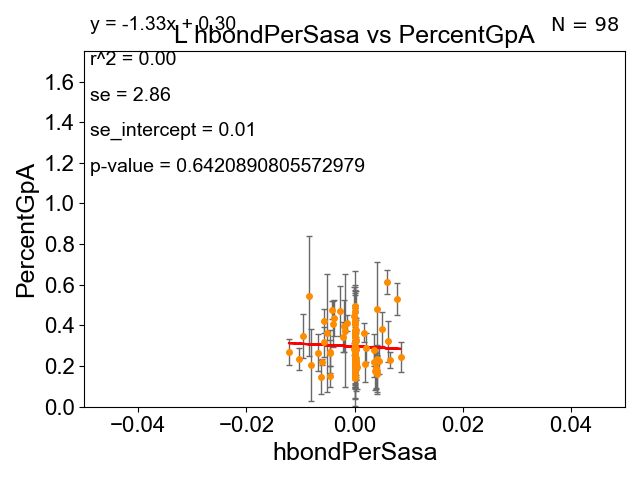 y = -1.33x + 0.30
N = 98
L hbondPerSasa vs PercentGpA
r^2 = 0.00
se = 2.86
se_intercept = 0.01
p-value = 0.6420890805572979
PercentGpA
1.6
1.4
1.2
1.0
0.8
0.6
0.4
0.2
0.0
−0.04 −0.02 0.00 0.02 0.04
hbondPerSasa